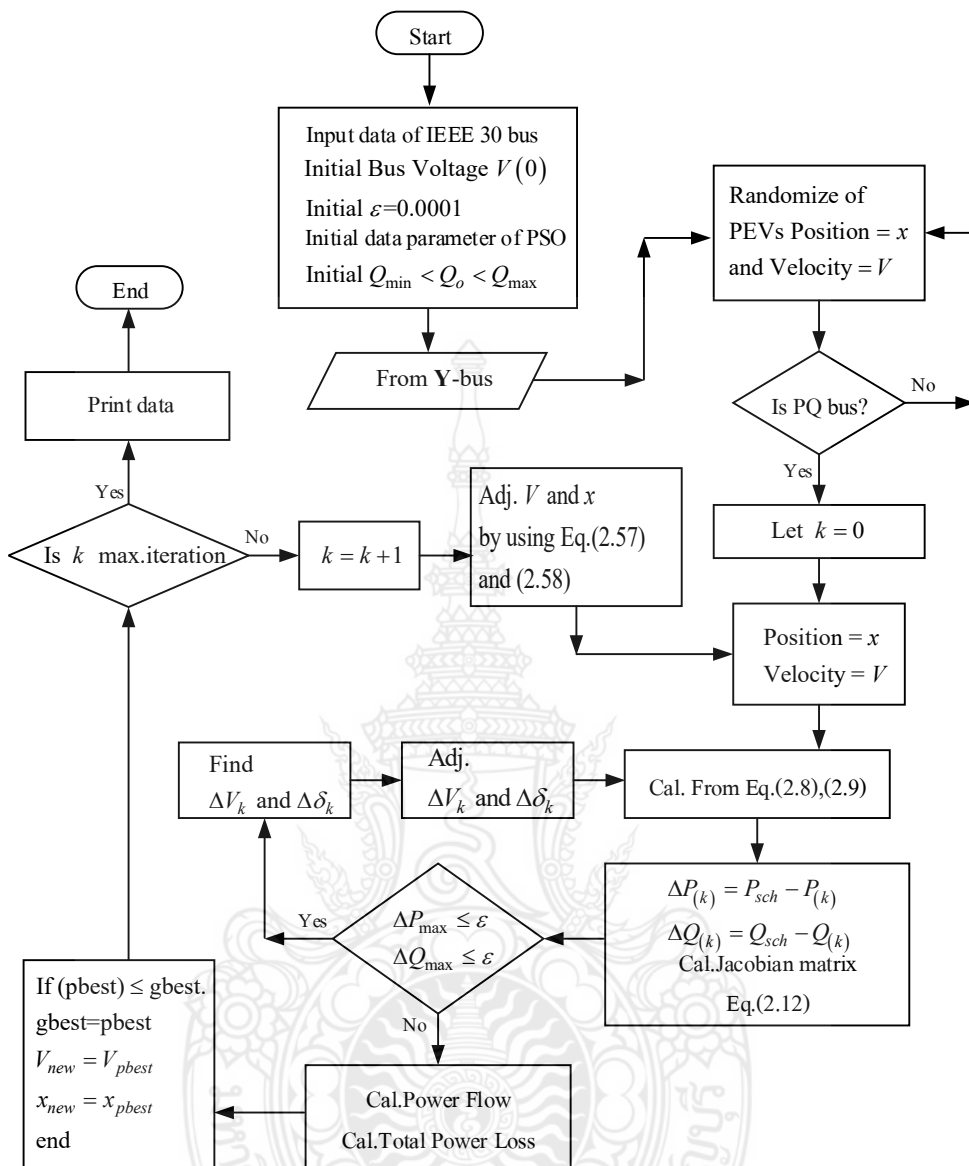 Start
Input data of IEEE 30 bus
Initial Bus Voltage V(0)
Initial ε=0.0001
Initial data parameter of PSO
Initial Q_min < Q_o < Q_max
From Y-bus
Randomize of
PEVs Position = x
and Velocity = V
Is PQ bus?
No
Yes
Let k = 0
Position = x
Velocity = V
Cal. From Eq.(2.8),(2.9)
ΔP_(k) = P_sch − P_(k)
ΔQ_(k) = Q_sch − Q_(k)
Cal.Jacobian matrix
Eq.(2.12)
ΔP_max ≤ ε
ΔQ_max ≤ ε
Yes
No
Find
ΔV_k and Δδ_k
Adj.
ΔV_k and Δδ_k
Cal.Power Flow
Cal.Total Power Loss
If (pbest) ≤ gbest.
gbest=pbest
V_new = V_pbest
x_new = x_pbest
end
Is k max.iteration
No
k = k+1
Adj. V and x
by using Eq.(2.57)
and (2.58)
Yes
Print data
End